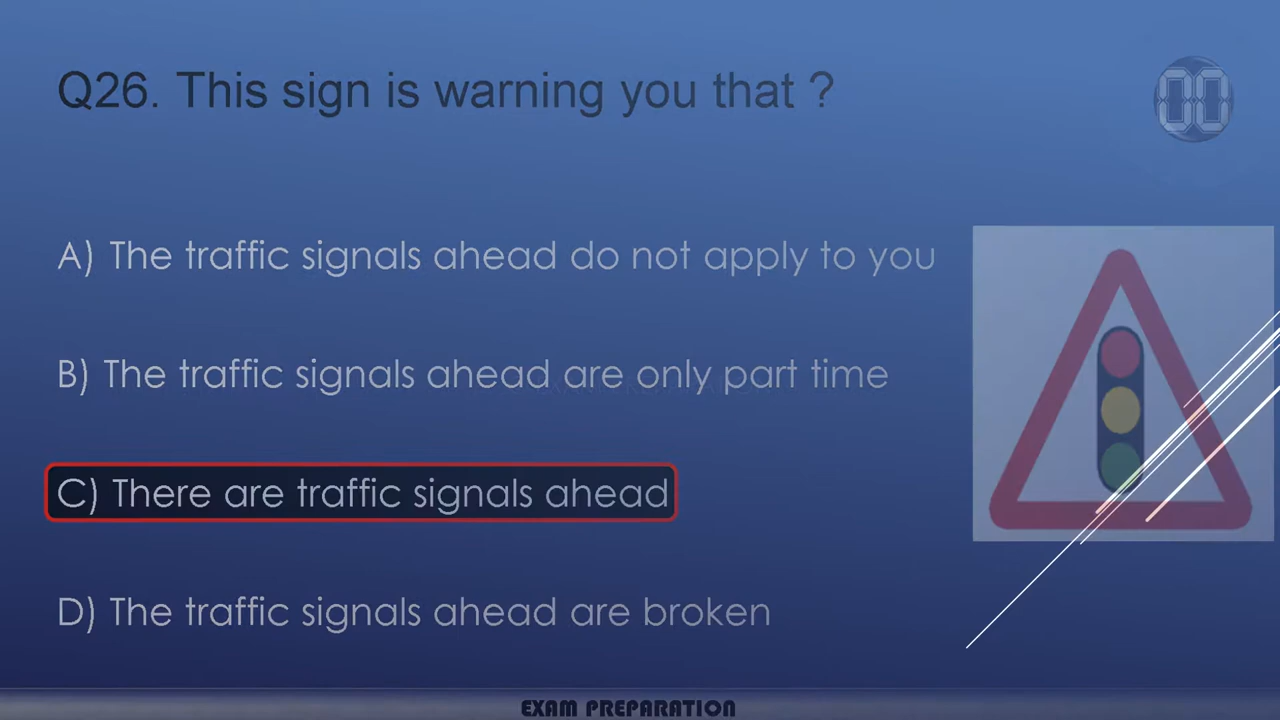 Q26. This sign is warning you that ?
00
A) The traffic signals ahead do not apply to you
B) The traffic signals ahead are only part time
C) There are traffic signals ahead
D) The traffic signals ahead are broken
EXAM PREPARATION